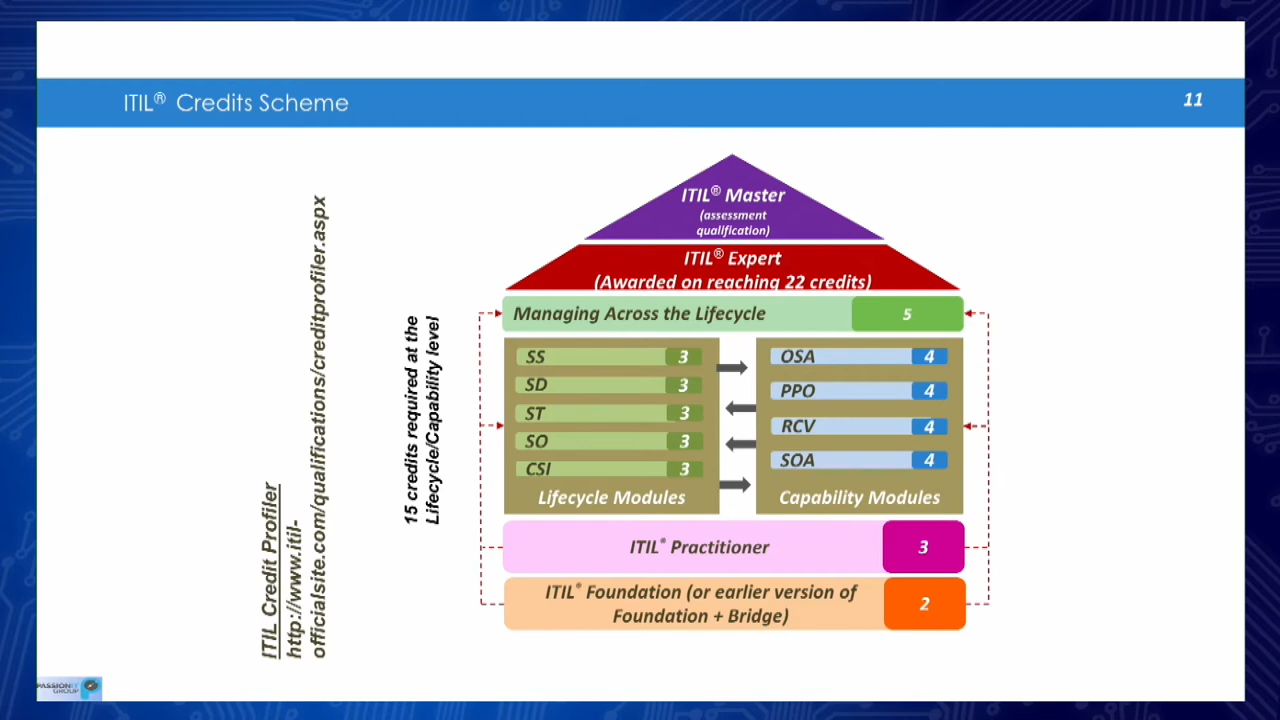 ITIL® Credits Scheme
11
ITIL Credit Profiler
http://www.itil-
officialsite.com/qualifications/creditprofiler.aspx
15 credits required at the
Lifecycle/Capability level
ITIL® Master
(assessment
qualification)
ITIL® Expert
(Awarded on reaching 22 credits)
Managing Across the Lifecycle 5
SS 3
SD 3
ST 3
SO 3
CSI 3
Lifecycle Modules
OSA 4
PPO 4
RCV 4
SOA 4
Capability Modules
ITIL® Practitioner 3
ITIL® Foundation (or earlier version of
Foundation + Bridge) 2
PASSIONIT
GROUP